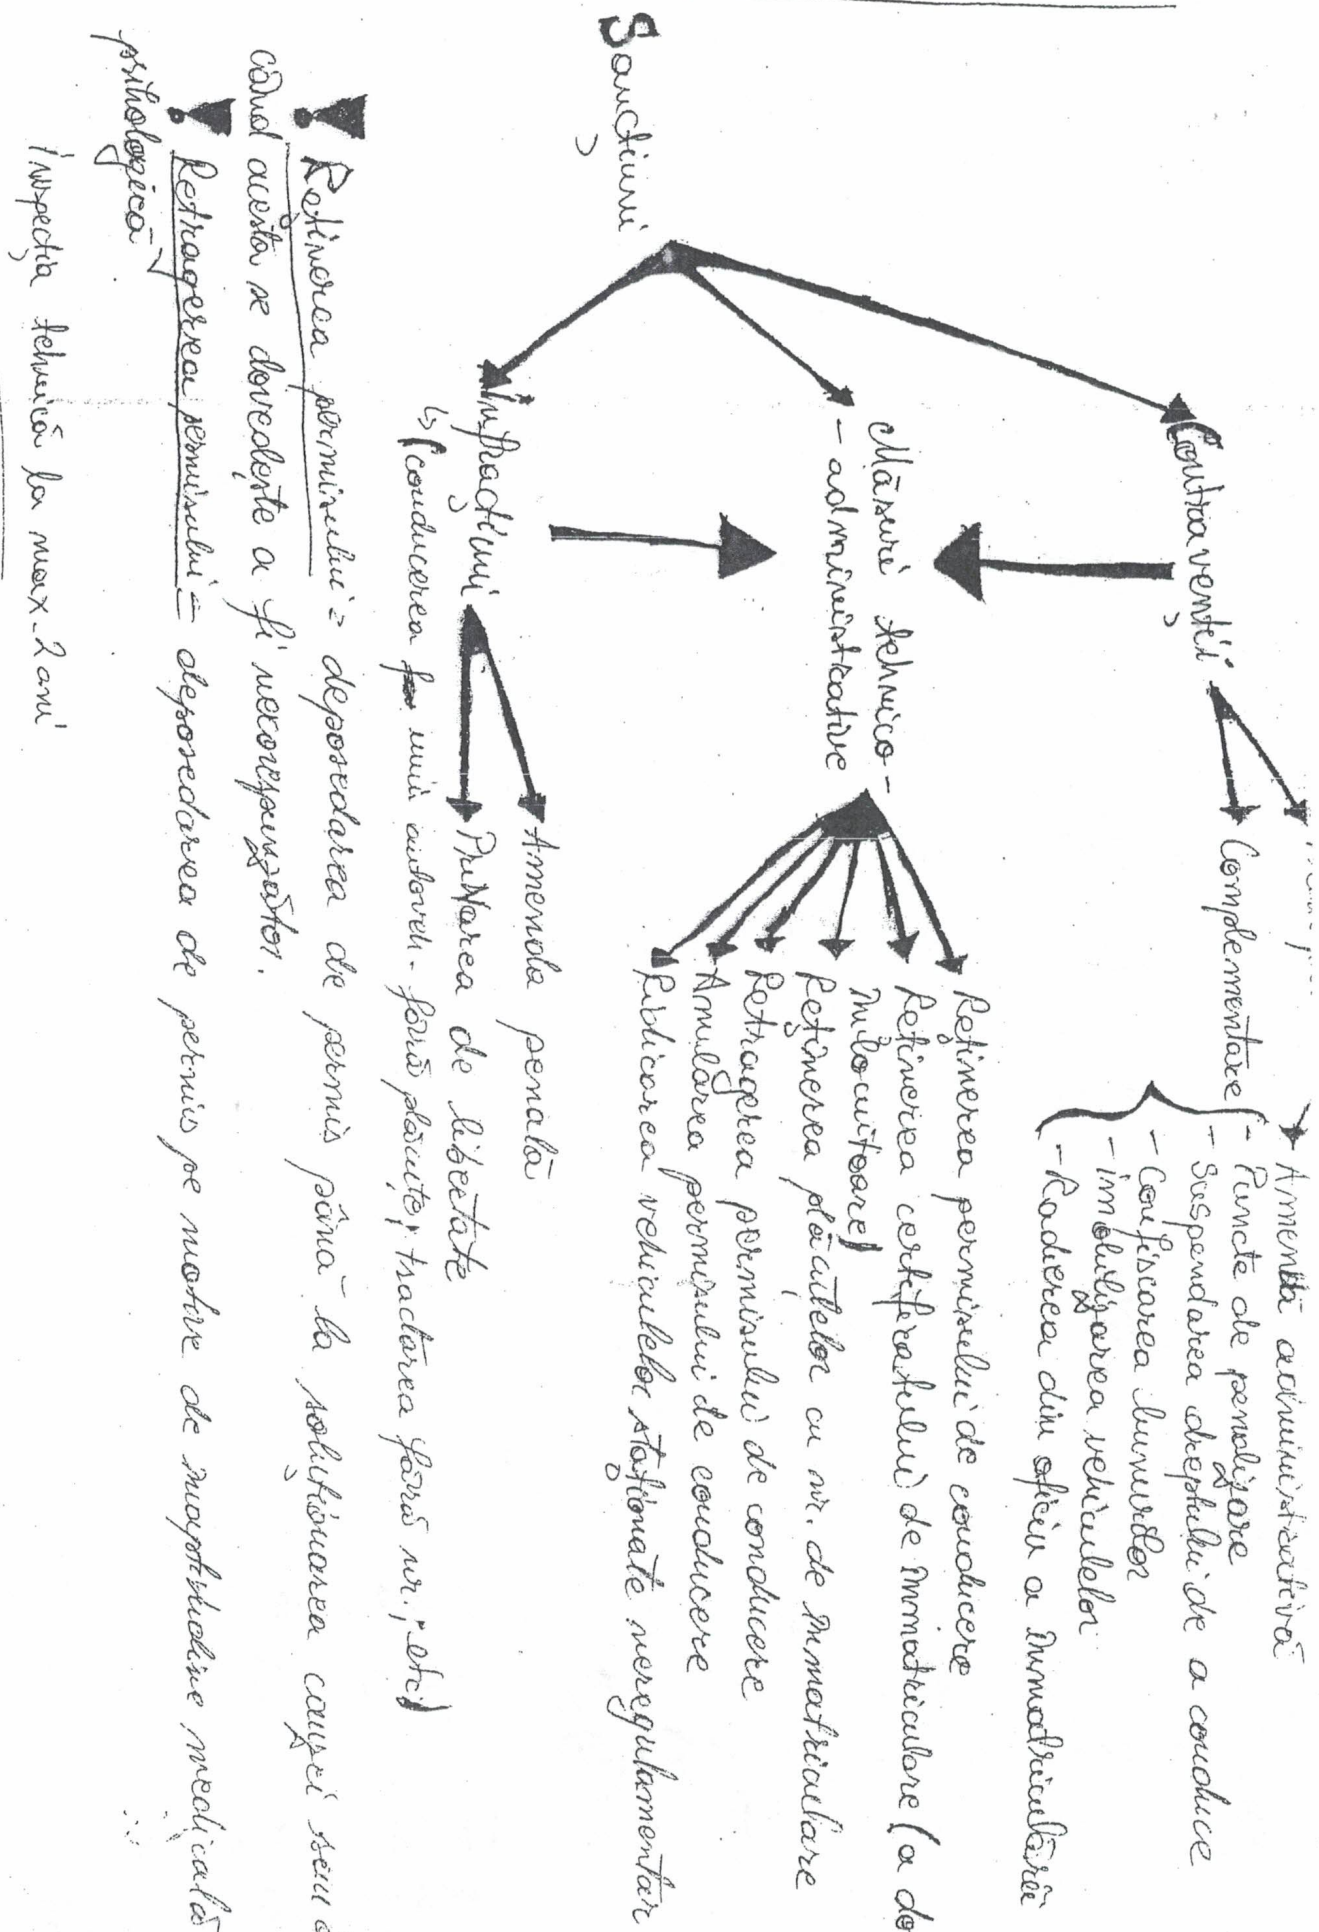 → Amendă administrativă
Contravenții
Complementare
- Puncte de penalizare
- Suspendarea dreptului de a conduce
- Confiscarea bunurilor
- imobilizarea vehiculelor
- Radierea din oficiu a înmatriculării
Sancțiuni
Măsuri tehnico-
- administrative
Reținerea permisului de conducere
Reținerea certificatului de înmatriculare (a
înlocuitoare)
Reținerea plăcuțelor cu nr. de înmatriculare
Retragerea permisului de conducere
Anularea permisului de conducere
Ridicarea vehiculelor staționate neregulamentar
Infracțiuni
Amenda penală
Privarea de libertate
↳ (conducerea unui autoveh. fără plăcuțe; tractarea fără nr.; etc)
! Reținerea permisului = deposedarea de permis până la soluționarea cauzei sau
când acesta se dovedește a fi necorespunzător.
! Retragerea permisului = deposedarea de permis pe motive de inaptitudine medicală
psihologică
Inspecția tehnică la max. 2 ani